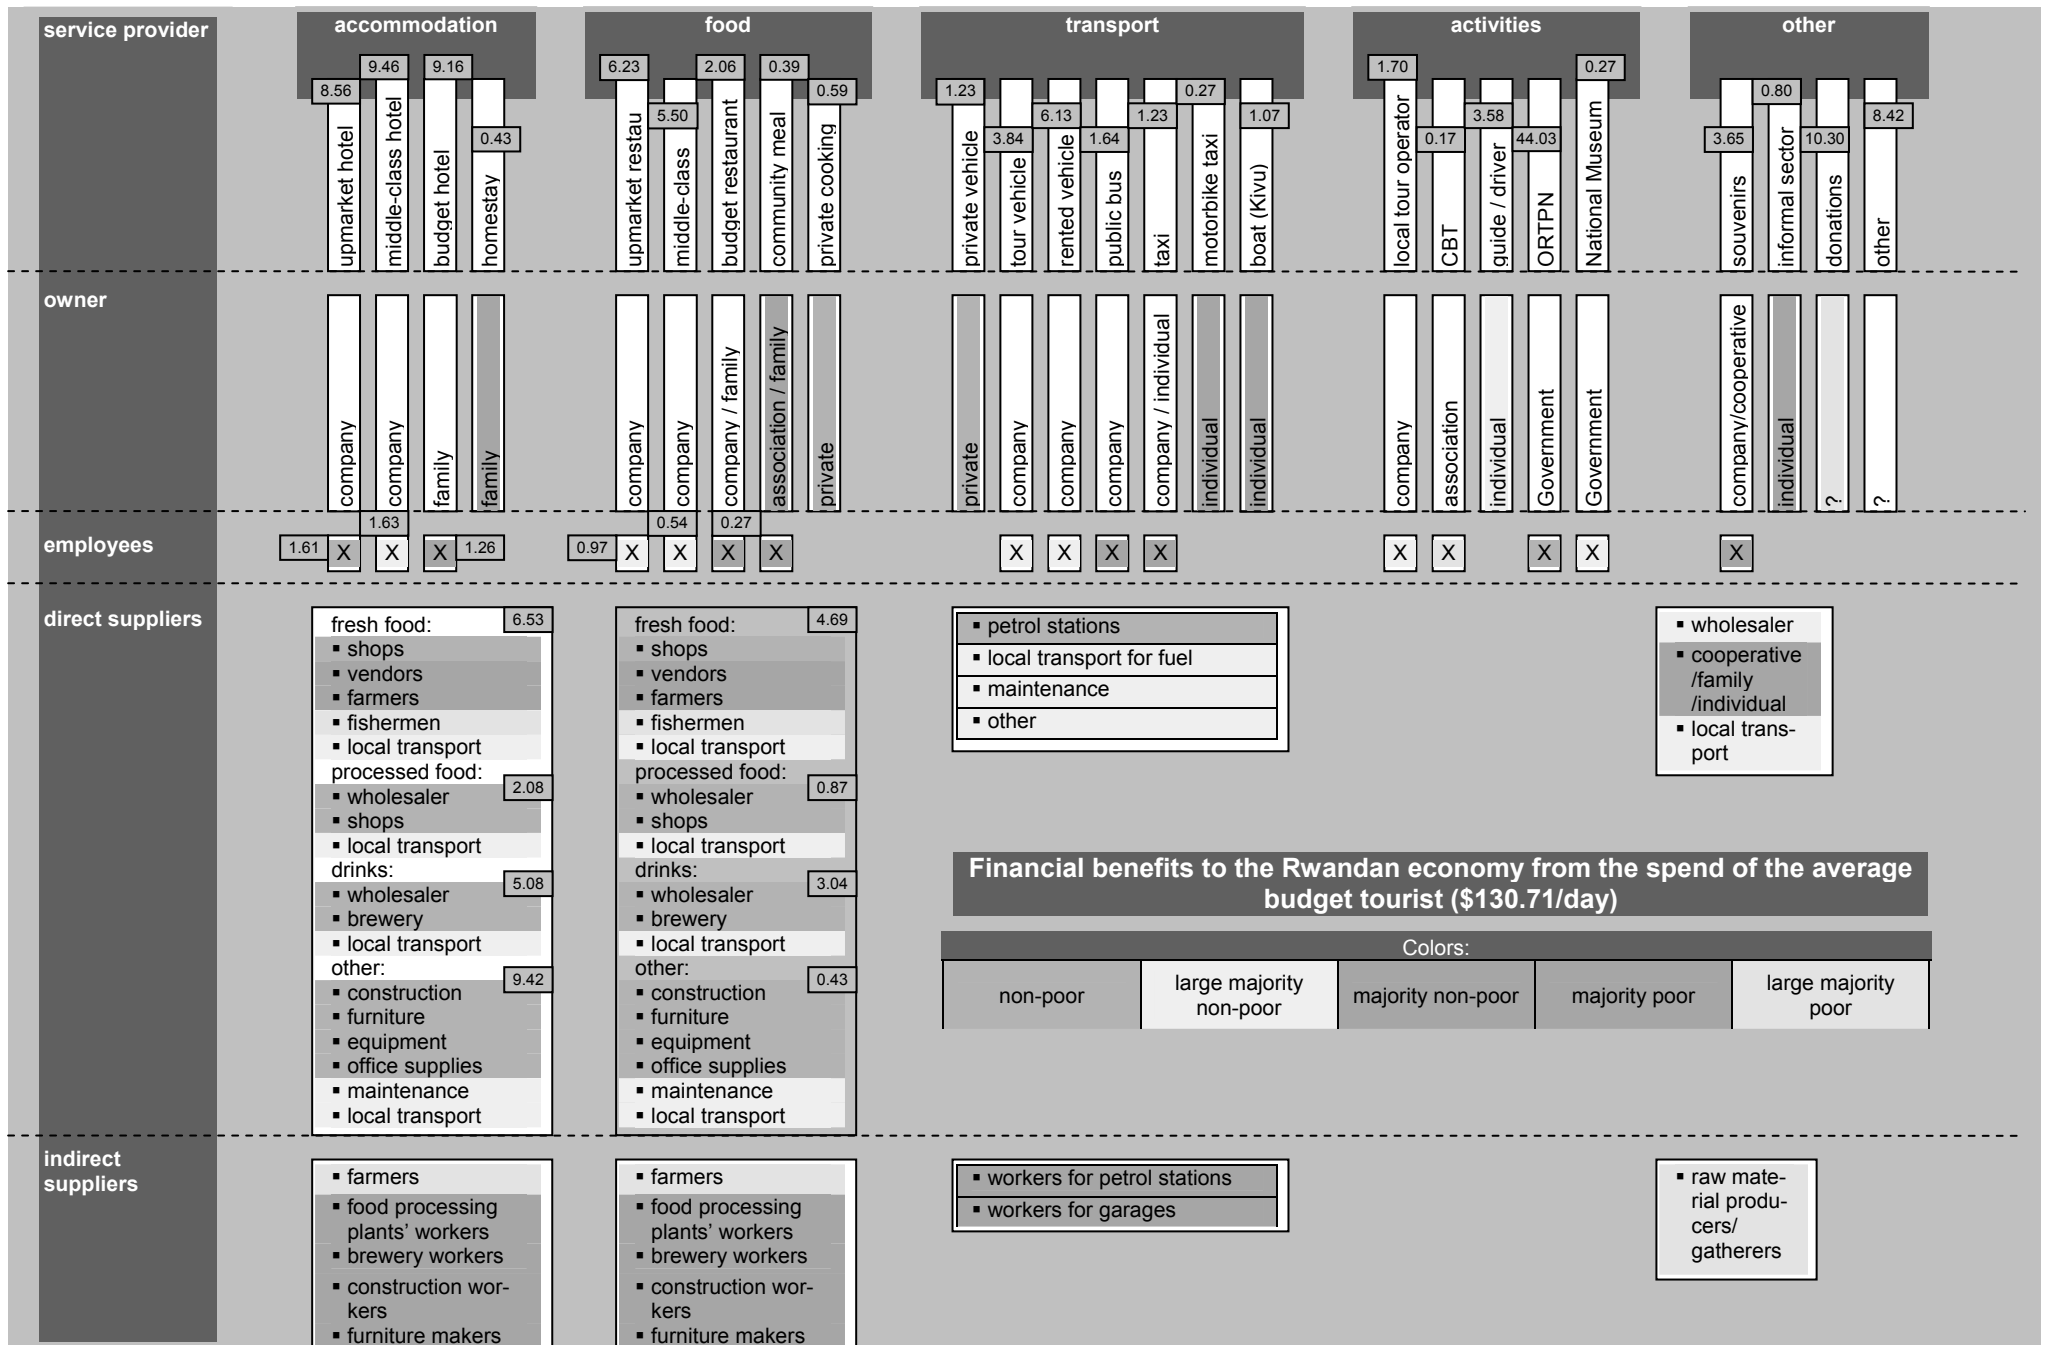 service provider
accommodation
food
transport
activities
other
9.46
9.16
6.23
2.06
0.39
1.70
0.27
8.56
0.59
1.23
0.27
0.80
5.50
6.13
1.23
1.07
3.58
8.42
0.43
3.84
1.64
0.17
44.03
3.65
10.30
upmarket hotel
middle-class hotel
budget hotel
homestay
upmarket restau
middle-class
budget restaurant
community meal
private cooking
private vehicle
tour vehicle
rented vehicle
public bus
taxi
motorbike taxi
boat (Kivu)
local tour operator
CBT
guide / driver
ORTPN
National Museum
souvenirs
informal sector
donations
other
owner
company
company
family
family
company
company
company / family
association / family
private
private
company
company
company
company / individual
individual
individual
company
association
individual
Government
Government
company/cooperative
individual
?
?
employees
1.63
0.54
0.27
1.61
X
X
X
1.26
0.97
X
X
X
X
X
X
X
X
X
X
X
X
X
direct suppliers
fresh food:
6.53
▪ shops
▪ vendors
▪ farmers
▪ fishermen
▪ local transport
processed food:
2.08
▪ wholesaler
▪ shops
▪ local transport
drinks:
5.08
▪ wholesaler
▪ brewery
▪ local transport
other:
9.42
▪ construction
▪ furniture
▪ equipment
▪ office supplies
▪ maintenance
▪ local transport
fresh food:
4.69
▪ shops
▪ vendors
▪ farmers
▪ fishermen
▪ local transport
processed food:
0.87
▪ wholesaler
▪ shops
▪ local transport
drinks:
3.04
▪ wholesaler
▪ brewery
▪ local transport
other:
0.43
▪ construction
▪ furniture
▪ equipment
▪ office supplies
▪ maintenance
▪ local transport
▪ petrol stations
▪ local transport for fuel
▪ maintenance
▪ other
▪ wholesaler
▪ cooperative
/family
/individual
▪ local trans-
port
Financial benefits to the Rwandan economy from the spend of the average
budget tourist ($130.71/day)
Colors:
non-poor
large majority
non-poor
majority non-poor
majority poor
large majority
poor
indirect
suppliers
▪ farmers
▪ food processing
plants’ workers
▪ brewery workers
▪ construction wor-
kers
▪ furniture makers
▪ farmers
▪ food processing
plants’ workers
▪ brewery workers
▪ construction wor-
kers
▪ furniture makers
▪ workers for petrol stations
▪ workers for garages
▪ raw mate-
rial produ-
cers/
gatherers